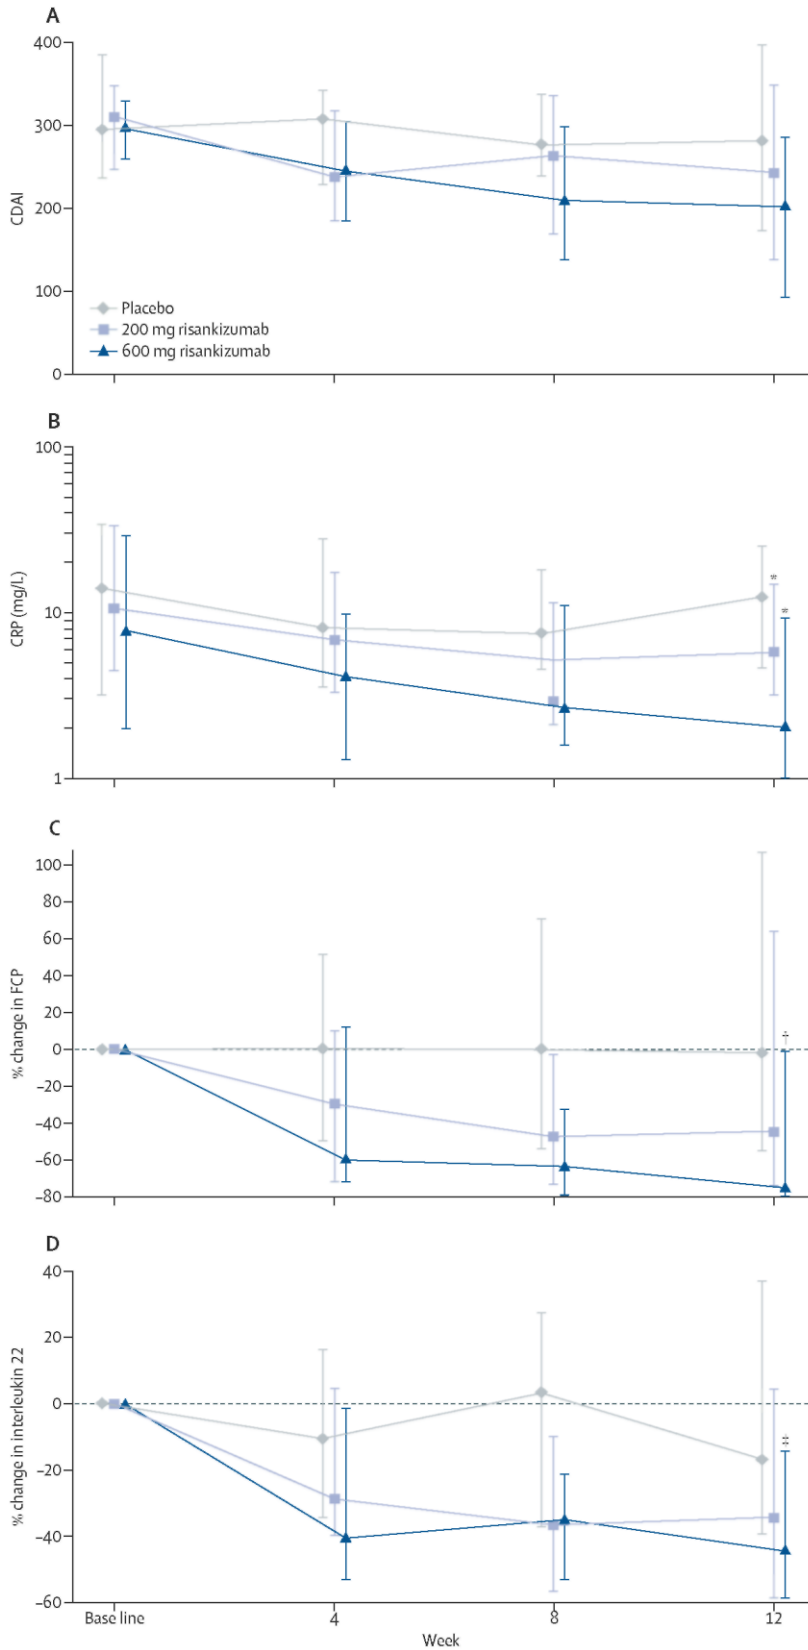 A
400
300
200
100
0
CDAI
Placebo
200 mg risankizumab
600 mg risankizumab
B
100
10
1
CRP (mg/L)
*
*
C
100
80
60
40
20
0
–20
–40
–60
–80
% change in FCP
†
D
40
20
0
–20
–40
–60
% change in interleukin 22
‡
Base line
4
8
12
Week